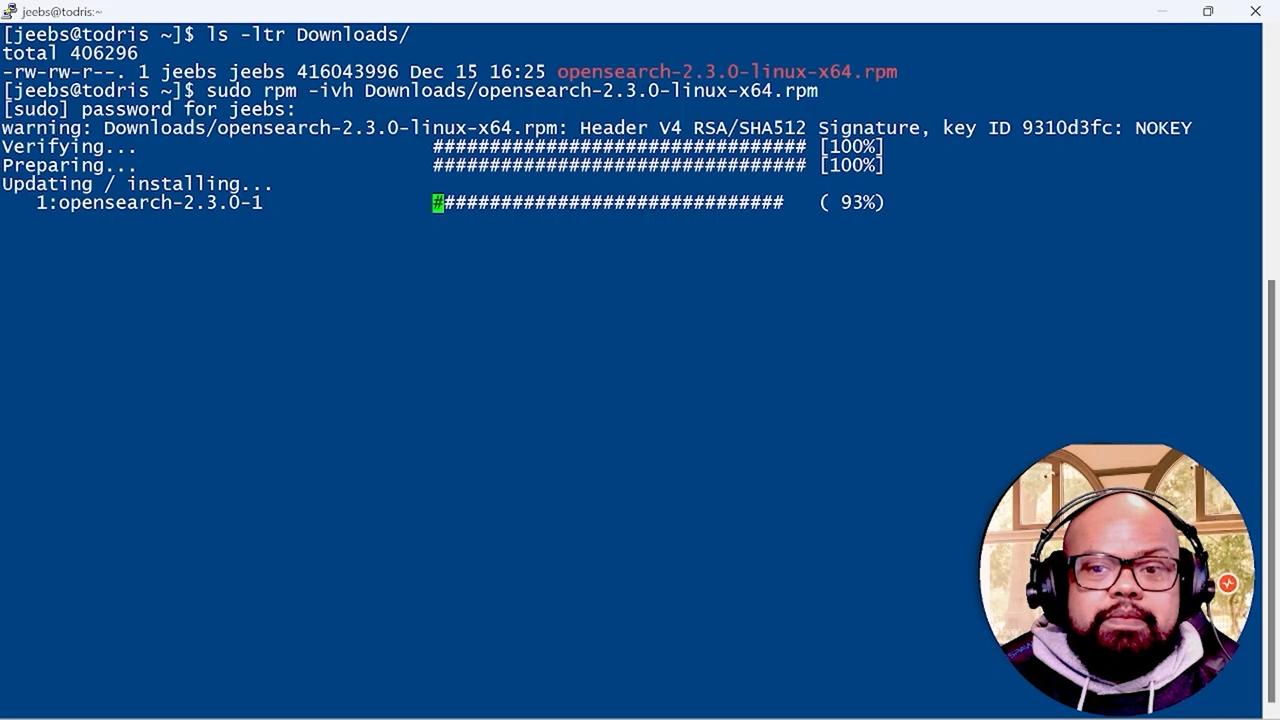 jeebs@todris:~
[jeebs@todris ~]$ ls -ltr Downloads/
total 406296
-rw-rw-r--. 1 jeebs jeebs 416043996 Dec 15 16:25 opensearch-2.3.0-linux-x64.rpm
[jeebs@todris ~]$ sudo rpm -ivh Downloads/opensearch-2.3.0-linux-x64.rpm
[sudo] password for jeebs:
warning: Downloads/opensearch-2.3.0-linux-x64.rpm: Header V4 RSA/SHA512 Signature, key ID 9310d3fc: NOKEY
Verifying... ################################# [100%]
Preparing... ################################# [100%]
Updating / installing...
1:opensearch-2.3.0-1 ############################### ( 93%)